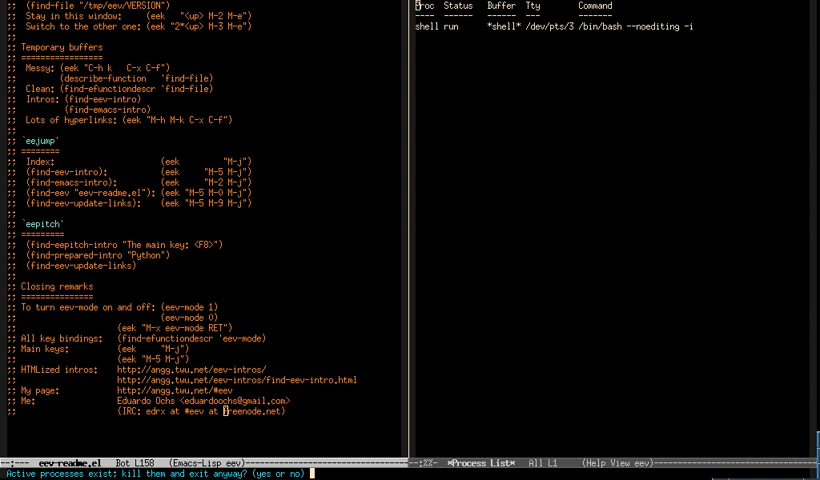 ;;  (find-file "/tmp/eev/VERSION")
;;  Stay in this window:      (eek   "<up> M-2 M-e")
;;  Switch to the other one: (eek "2*<up> M-3 M-e")
;;
;; Temporary buffers
;; =================
;;  Messy: (eek "C-h k   C-x C-f")
;;         (describe-function  'find-file)
;;  Clean: (find-efunctiondescr 'find-file)
;;  Intros: (find-eev-intro)
;;          (find-emacs-intro)
;;  Lots of hyperlinks: (eek "M-h M-k C-x C-f")
;;
;; `eejump'
;; ========
;;  Index:                    (eek         "M-j")
;;  (find-eev-intro):         (eek     "M-5 M-j")
;;  (find-emacs-intro):       (eek     "M-2 M-j")
;;  (find-eev "eev-readme.el"): (eek "M-5 M-0 M-j")
;;  (find-eev-update-links):  (eek "M-5 M-9 M-j")
;;
;; `eepitch'
;; =========
;;  (find-eepitch-intro "The main key: <F8>")
;;  (find-prepared-intro "Python")
;;  (find-eev-update-links)
;;
;; Closing remarks
;; ===============
;; To turn eev-mode on and off: (eev-mode 1)
;;                              (eev-mode 0)
;;                   (eek "M-x eev-mode RET")
;; All key bindings:  (find-efunctiondescr 'eev-mode)
;; Main keys:         (eek     "M-j")
;;                    (eek "M-5 M-j")
;; HTMLized intros:   http://angg.twu.net/eev-intros/
;;                    http://angg.twu.net/eev-intros/find-eev-intro.html
;; My page:           http://angg.twu.net/#eev
;; Me:                Eduardo Ochs <eduardoochs@gmail.com>
;;                    (IRC: edrx at #eev at freenode.net)
--:---  eev-readme.el   Bot L158  (Emacs-Lisp eev)
Proc  Status   Buffer  Tty        Command
----  ------   ------  ---        -------
shell run      *shell* /dev/pts/3 /bin/bash --noediting -i
--:%%-  *Process List*   All L1     (Help View eev)
Active processes exist; kill them and exit anyway? (yes or no)